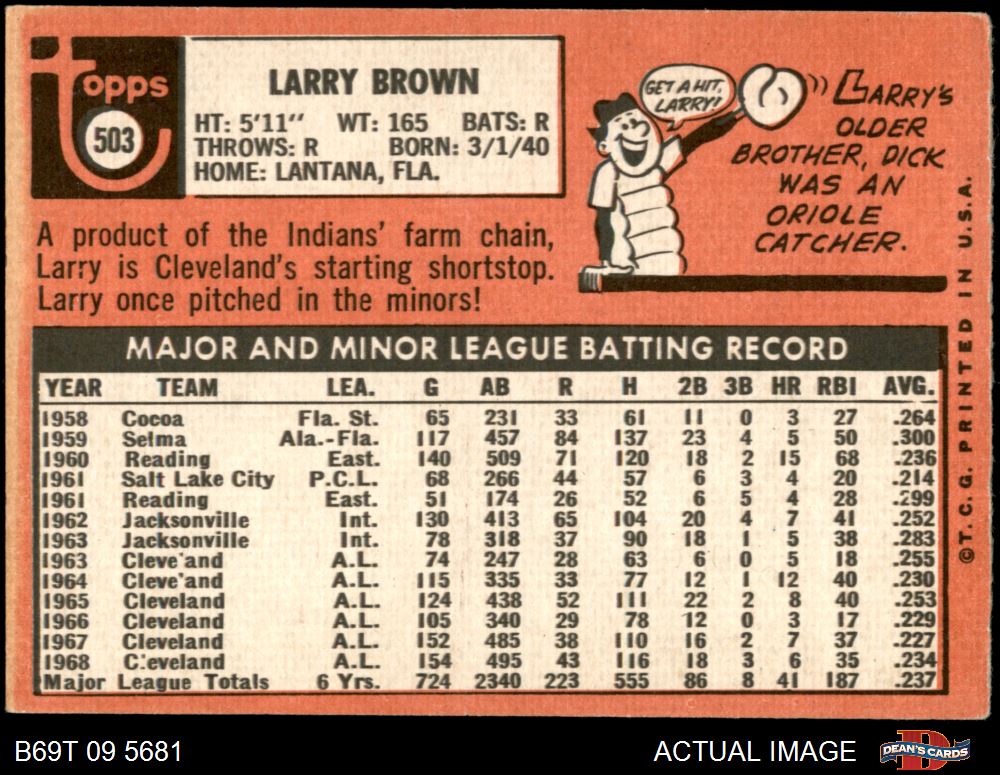 topps
503
LARRY BROWN
HT: 5'11" WT: 165 BATS: R
THROWS: R BORN: 3/1/40
HOME: LANTANA, FLA.
GET A HIT,
LARRY!
LARRY'S
OLDER
BROTHER, DICK
WAS AN
ORIOLE
CATCHER.
A product of the Indians' farm chain,
Larry is Cleveland's starting shortstop.
Larry once pitched in the minors!
MAJOR AND MINOR LEAGUE BATTING RECORD
YEAR TEAM LEA. G AB R H 2B 3B HR RBI AVG.
1958 Cocoa Fla. St. 65 231 33 61 11 0 3 27 .264
1959 Selma Ala.-Fla. 117 457 84 137 23 4 5 50 .300
1960 Reading East. 140 509 71 120 18 2 15 68 .236
1961 Salt Lake City P.C.L. 68 266 44 57 6 3 4 20 .214
1961 Reading East. 51 174 26 52 6 5 4 28 .299
1962 Jacksonville Int. 130 413 65 104 20 4 7 41 .252
1963 Jacksonville Int. 78 318 37 90 18 1 5 38 .283
1963 Cleveland A.L. 74 247 28 63 6 0 5 18 .255
1964 Cleveland A.L. 115 335 33 77 12 1 12 40 .230
1965 Cleveland A.L. 124 438 52 111 22 2 8 40 .253
1966 Cleveland A.L. 105 340 29 78 12 0 3 17 .229
1967 Cleveland A.L. 152 485 38 110 16 2 7 37 .227
1968 Cleveland A.L. 154 495 43 116 18 3 6 35 .234
Major League Totals 6 Yrs. 724 2340 223 555 86 8 41 187 .237
©T.C.G. PRINTED IN U.S.A.
B69T 09 5681
ACTUAL IMAGE
DEAN'S CARDS